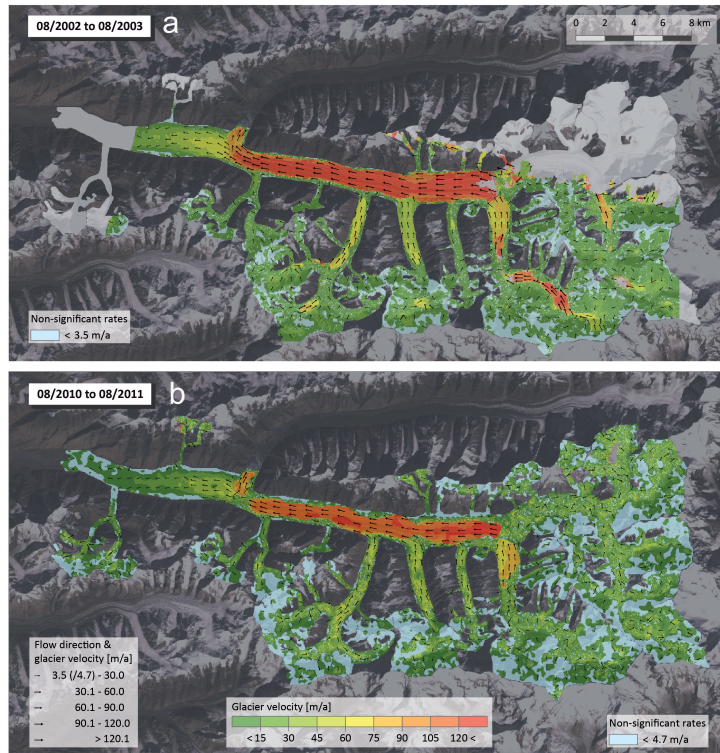 08/2002 to 08/2003
a
0 2 4 6 8 km
Non-significant rates
< 3.5 m/a
08/2010 to 08/2011
b
Flow direction &
glacier velocity [m/a]
3.5 (/4.7) - 30.0
30.1 - 60.0
60.1 - 90.0
90.1 - 120.0
> 120.1
Glacier velocity [m/a]
<15 30 45 60 75 90 105 120 <
Non-significant rates
< 4.7 m/a